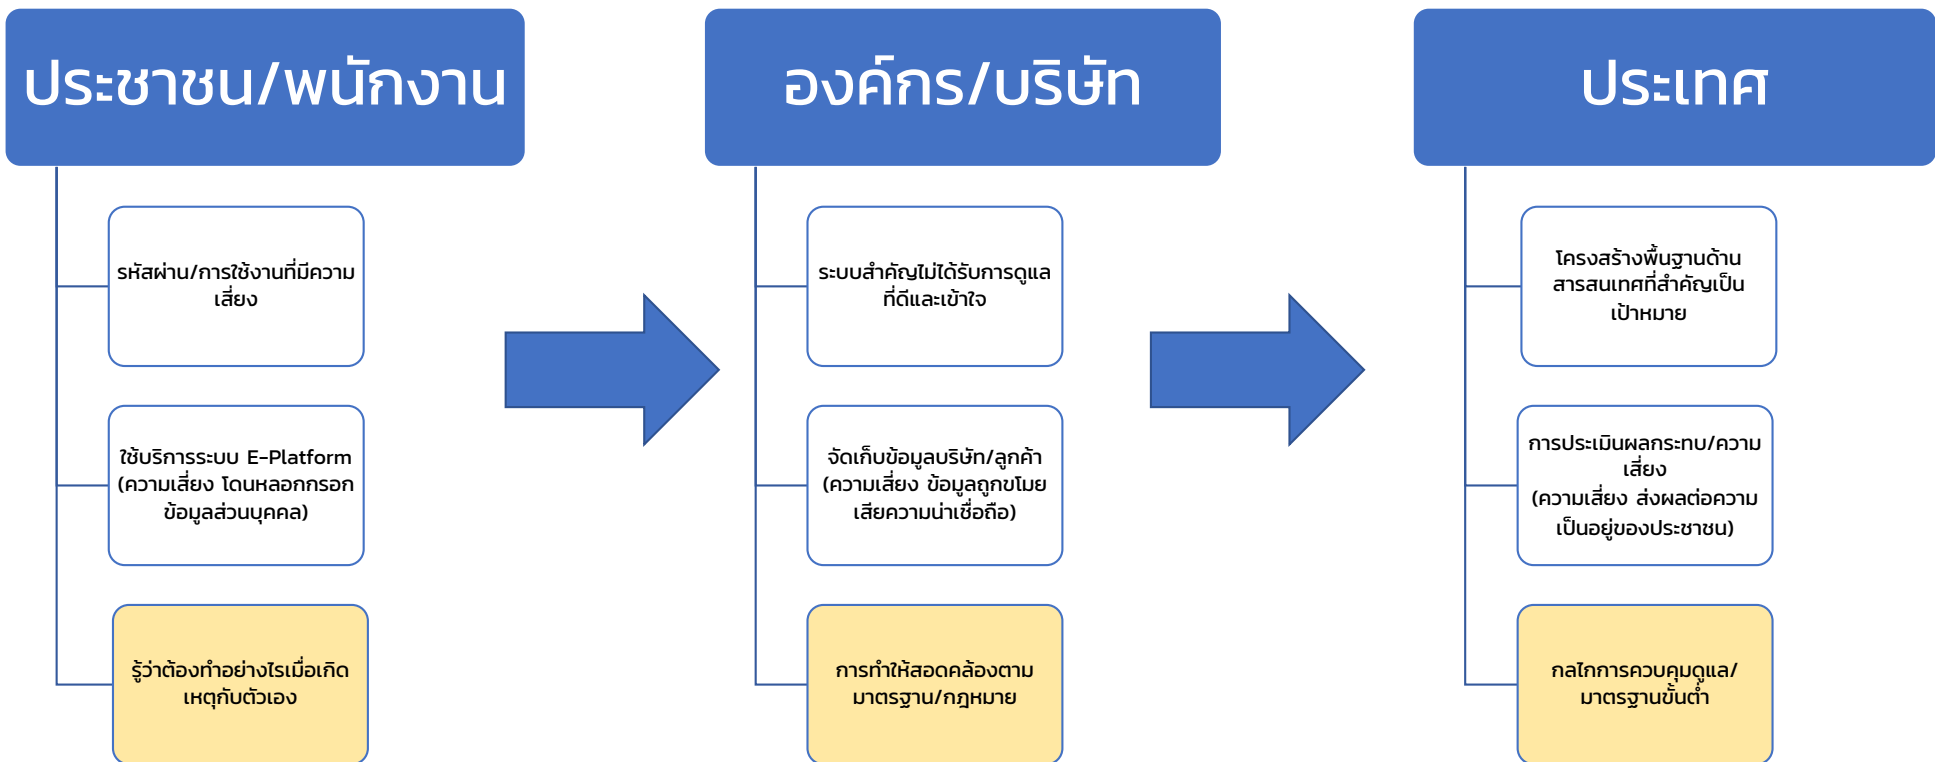 ประชาชน/พนักงาน
รหัสผ่าน/การใช้งานที่มีความ
เสี่ยง
ใช้บริการระบบ E-Platform
(ความเสี่ยง โดนหลอกกรอก
ข้อมูลส่วนบุคคล)
รู้ว่าต้องทำอย่างไรเมื่อเกิด
เหตุกับตัวเอง
องค์กร/บริษัท
ระบบสำคัญไม่ได้รับการดูแล
ที่ดีและเข้าใจ
จัดเก็บข้อมูลบริษัท/ลูกค้า
(ความเสี่ยง ข้อมูลถูกขโมย
เสียความน่าเชื่อถือ)
การทำให้สอดคล้องตาม
มาตรฐาน/กฎหมาย
ประเทศ
โครงสร้างพื้นฐานด้าน
สารสนเทศที่สำคัญเป็น
เป้าหมาย
การประเมินผลกระทบ/ความ
เสี่ยง
(ความเสี่ยง ส่งผลต่อความ
เป็นอยู่ของประชาชน)
กลไกการควบคุมดูแล/
มาตรฐานขั้นต่ำ